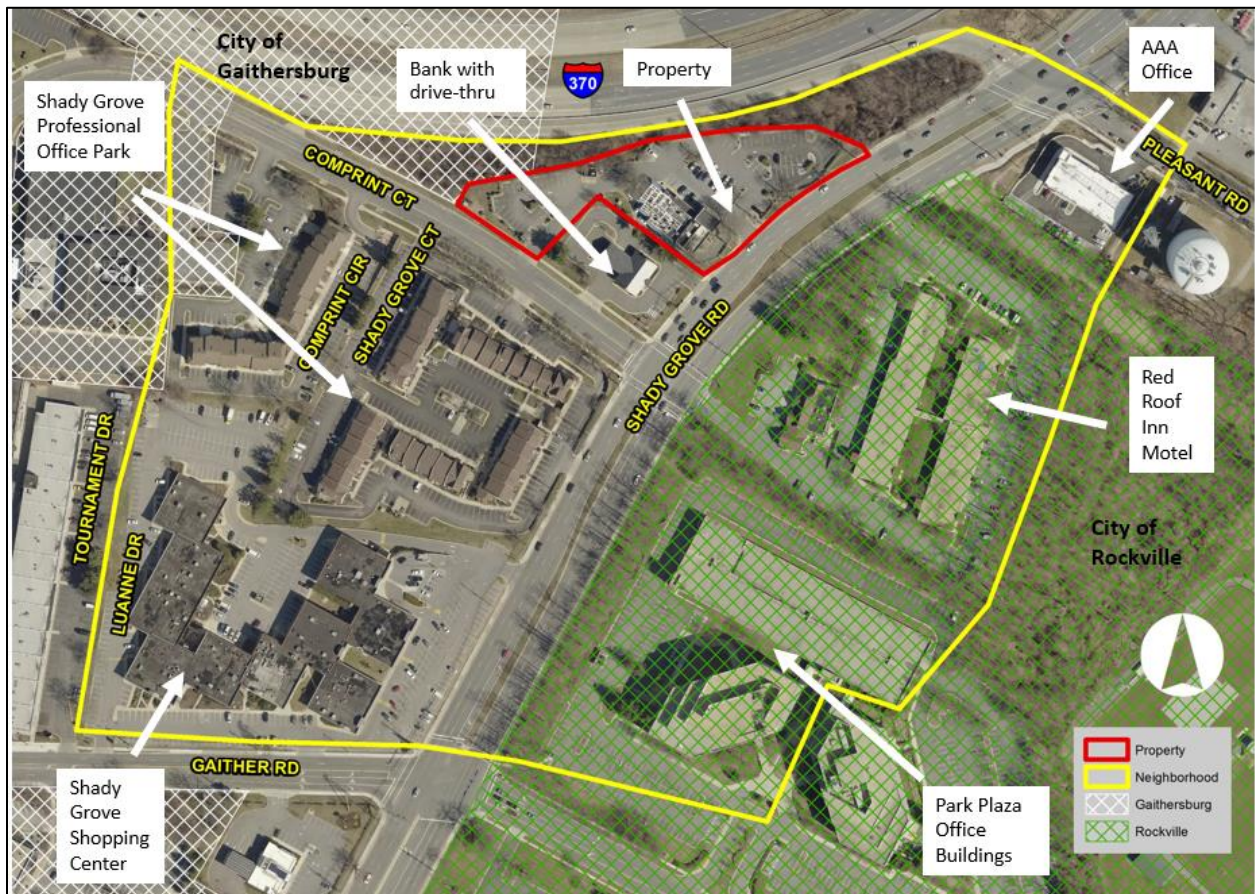 City of
Gaithersburg
Bank with
drive-thru
370
Property
AAA
Office
Shady Grove
Professional
Office Park
COMPRINT CT
PLEASANT RD
COMPRINT CIR
SHADY GROVE CT
SHADY GROVE RD
Red
Roof
Inn
Motel
TOURNAMENT DR
LUANNE DR
City of
Rockville
GAITHER RD
Shady
Grove
Shopping
Center
Park Plaza
Office
Buildings
Property
Neighborhood
Gaithersburg
Rockville